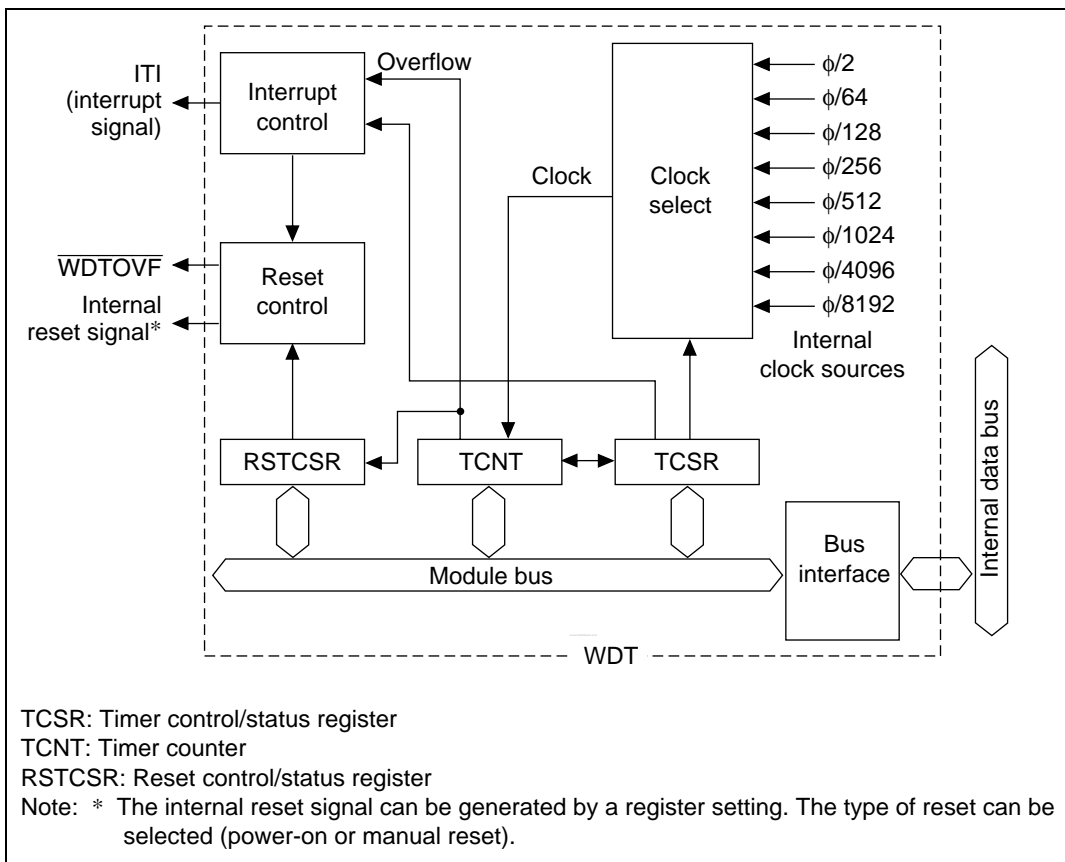 ITI
(interrupt
signal)
Interrupt
control
Overflow
Clock
Clock
select
ϕ/2
ϕ/64
ϕ/128
ϕ/256
ϕ/512
ϕ/1024
ϕ/4096
ϕ/8192
Internal
clock sources
WDTOVF
Internal
reset signal*
Reset
control
RSTCSR
TCNT
TCSR
Module bus
Bus
interface
Internal data bus
WDT
TCSR: Timer control/status register
TCNT: Timer counter
RSTCSR: Reset control/status register
Note: * The internal reset signal can be generated by a register setting. The type of reset can be
selected (power-on or manual reset).